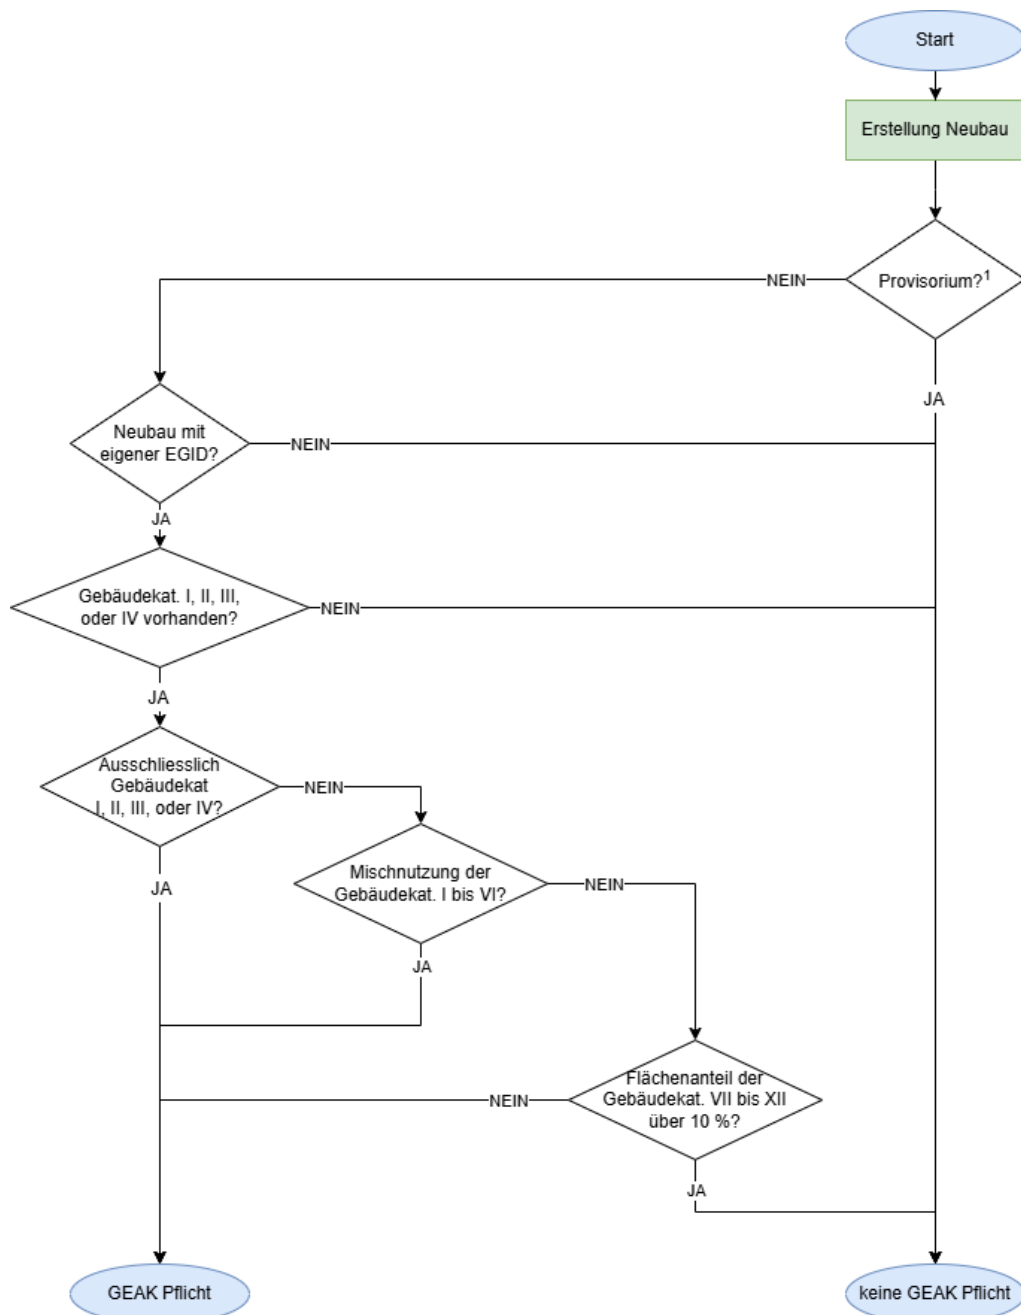 Start
Erstellung Neubau
Provisorium?¹
NEIN
JA
Neubau mit
eigener EGID?
NEIN
JA
Gebäudekat. I, II, III,
oder IV vorhanden?
NEIN
JA
Ausschliesslich
Gebäudekat
I, II, III, oder IV?
NEIN
JA
Mischnutzung der
Gebäudekat. I bis VI?
NEIN
JA
Flächenanteil der
Gebäudekat. VII bis XII
über 10 %?
NEIN
JA
GEAK Pflicht
keine GEAK Pflicht